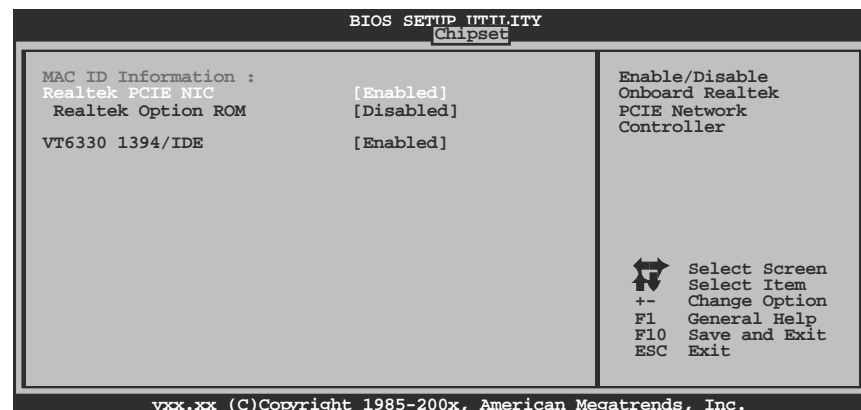 BIOS SETUP UTILITY
Chipset
MAC ID Information :
Realtek PCIE NIC [Enabled]
Realtek Option ROM [Disabled]
VT6330 1394/IDE [Enabled]
Enable/Disable
Onboard Realtek
PCIE Network
Controller
Select Screen
Select Item
+- Change Option
F1 General Help
F10 Save and Exit
ESC Exit
vxx.xx (C)Copyright 1985-200x, American Megatrends, Inc.